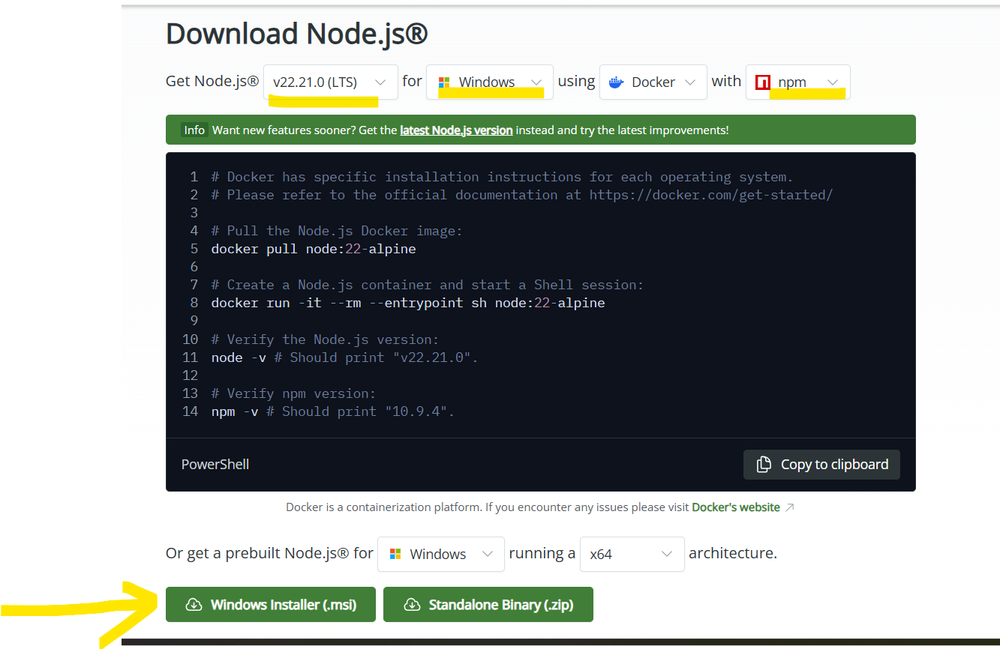 Download Node.js®
Get Node.js® v22.21.0 (LTS) for Windows using Docker with npm
Info Want new features sooner? Get the latest Node.js version instead and try the latest improvements!
1 # Docker has specific installation instructions for each operating system.
2 # Please refer to the official documentation at https://docker.com/get-started/
3
4 # Pull the Node.js Docker image:
5 docker pull node:22-alpine
6
7 # Create a Node.js container and start a Shell session:
8 docker run -it --rm --entrypoint sh node:22-alpine
9
10 # Verify the Node.js version:
11 node -v # Should print "v22.21.0".
12
13 # Verify npm version:
14 npm -v # Should print "10.9.4".
PowerShell Copy to clipboard
Docker is a containerization platform. If you encounter any issues please visit Docker's website
Or get a prebuilt Node.js® for Windows running a x64 architecture.
Windows Installer (.msi) Standalone Binary (.zip)